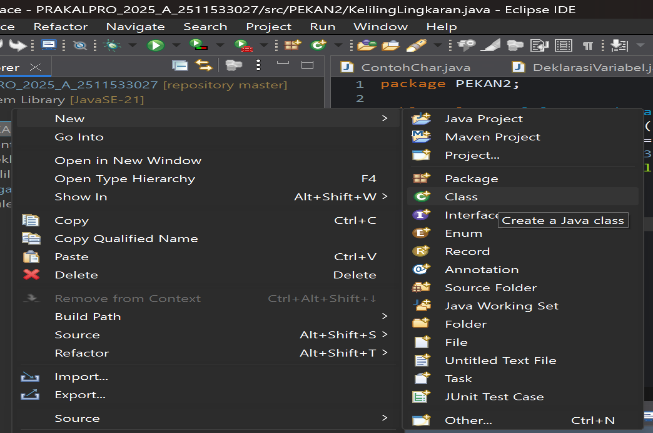 ace - PRAKALPRO_2025_A_2511533027/src/PEKAN2/KelilingLingkaran.java - Eclipse IDE
ce Refactor Navigate Search Project Run Window Help
rer
ContohChar.java
DeklarasiVariabel.j
RO_2025_A_2511533027 [repository master]
em Library [JavaSE-21]
1 package PEKAN2;
2
New >
Go Into
Open in New Window
Open Type Hierarchy F4
Show In Alt+Shift+W >
Copy Ctrl+C
Copy Qualified Name
Paste Ctrl+V
Delete Delete
Remove from Context Ctrl+Alt+Shift+↓
Build Path >
Source Alt+Shift+S >
Refactor Alt+Shift+T >
Import...
Export...
Source >
Java Project
Maven Project
Project...
Package
Class
Interface
Create a Java class
Enum
Record
Annotation
Source Folder
Java Working Set
Folder
File
Untitled Text File
Task
JUnit Test Case
Other... Ctrl+N